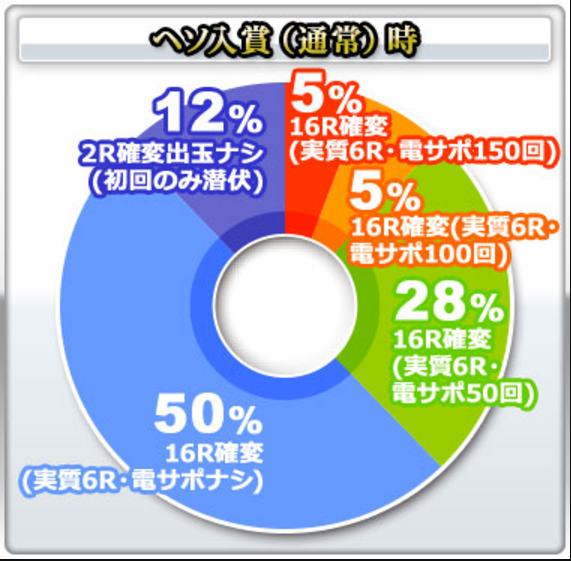 ヘソ入賞（通常）時
5%
16R確変
(実質6R・電サポ150回)
5%
16R確変(実質6R・
電サポ100回)
28%
16R確変
(実質6R・
電サポ50回)
50%
16R確変
(実質6R・電サポナシ)
12%
2R確変出玉ナシ
(初回のみ潜伏)